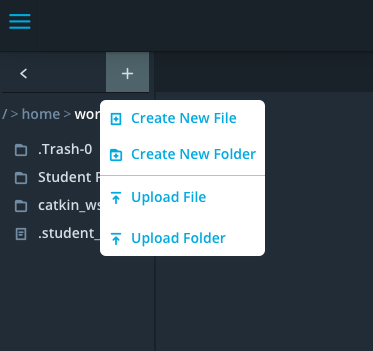 / > home > wor
Create New File
.Trash-0
Create New Folder
Student
catkin_ws
Upload File
.student_
Upload Folder